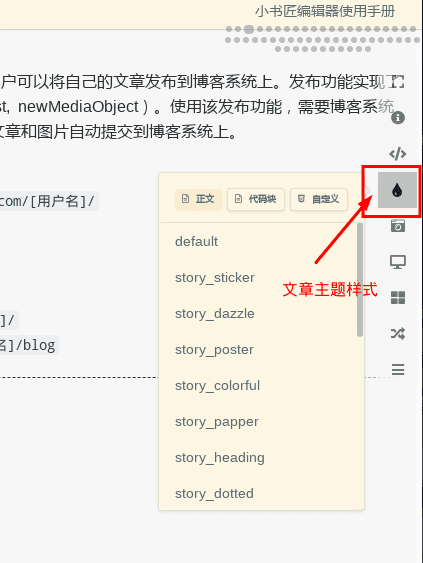 小书匠编辑器使用手册
户可以将自己的文章发布到博客系统上。发布功能实现了
st, newMediaObject）。使用该发布功能，需要博客系统
文章和图片自动提交到博客系统上。
com/[用户名]/
正文 代码块 自定义
default
story_sticker
文章主题样式
story_dazzle
]/
名]/blog
story_poster
story_colorful
story_papper
story_heading
story_dotted